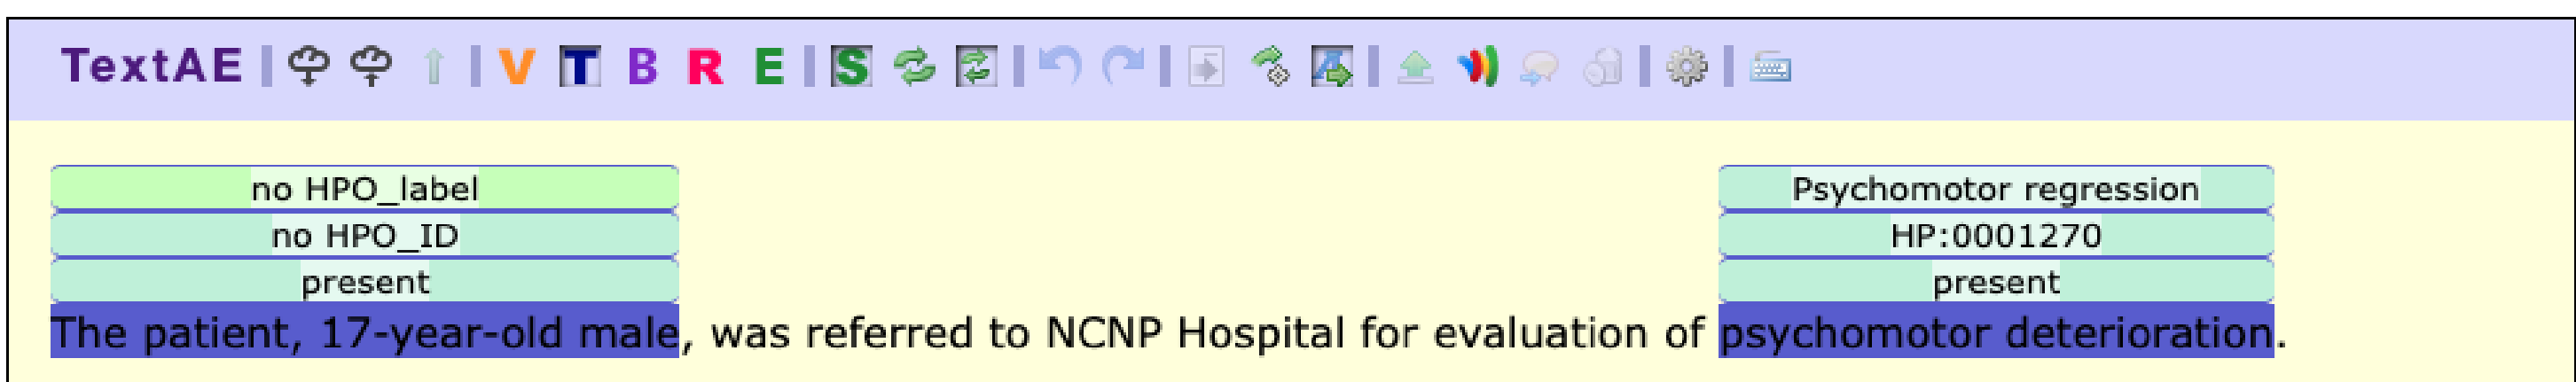 TextAE V T B R E S
no HPO_label Psychomotor regression
no HPO_ID HP:0001270
present present
The patient, 17-year-old male, was referred to NCNP Hospital for evaluation of psychomotor deterioration.